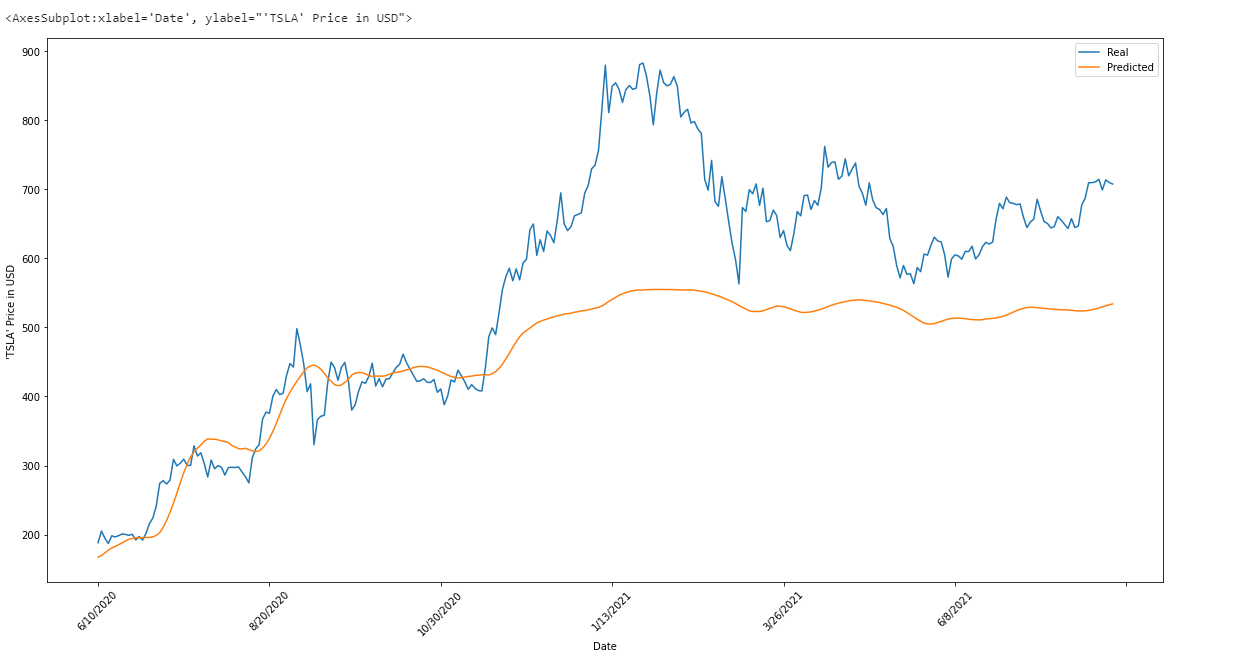 <AxesSubplot:xlabel='Date', ylabel="'TSLA' Price in USD">
900
800
700
600
500
400
300
200
'TSLA' Price in USD
Real
Predicted
6/10/2020
8/20/2020
10/30/2020
1/13/2021
3/26/2021
6/8/2021
Date